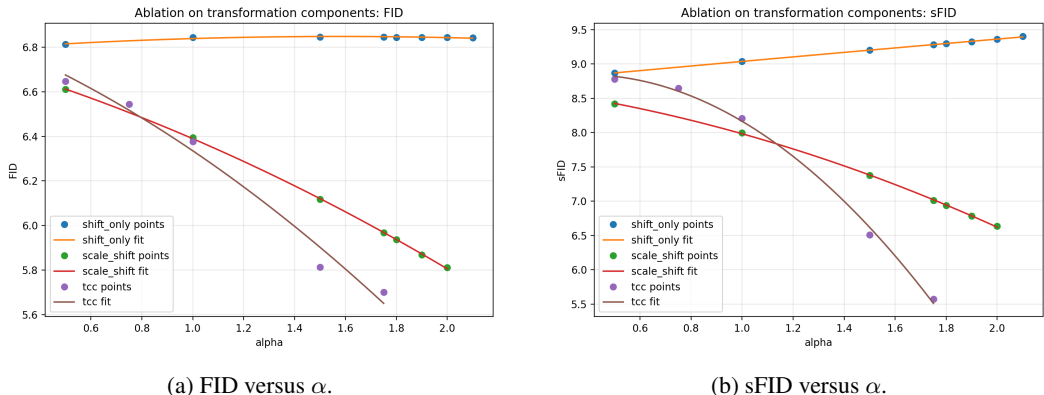 Ablation on transformation components: FID
6.8
6.6
6.4
6.2
6.0
5.8
5.6
FID
0.6 0.8 1.0 1.2 1.4 1.6 1.8 2.0
alpha
shift_only points
shift_only fit
scale_shift points
scale_shift fit
tcc points
tcc fit
(a) FID versus α.
Ablation on transformation components: sFID
9.5
9.0
8.5
8.0
7.5
7.0
6.5
6.0
5.5
sFID
0.6 0.8 1.0 1.2 1.4 1.6 1.8 2.0
alpha
shift_only points
shift_only fit
scale_shift points
scale_shift fit
tcc points
tcc fit
(b) sFID versus α.